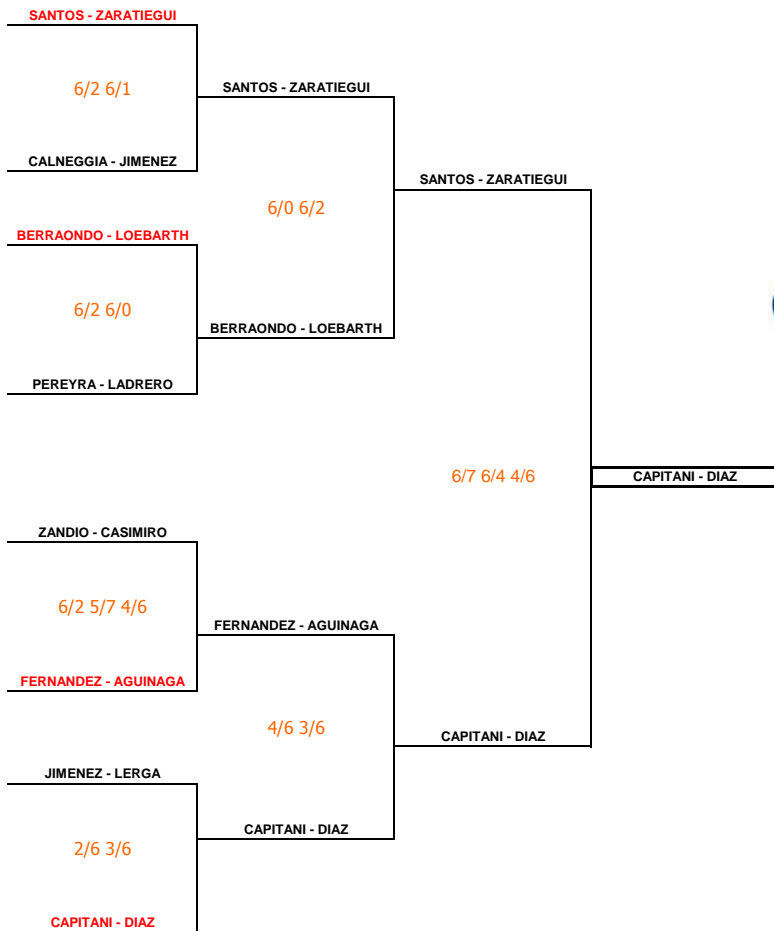 SANTOS - ZARATIEGUI
6/2 6/1
SANTOS - ZARATIEGUI
CALNEGGIA - JIMENEZ
SANTOS - ZARATIEGUI
6/0 6/2
BERRAONDO - LOEBARTH
6/2 6/0
BERRAONDO - LOEBARTH
PEREYRA - LADRERO
6/7 6/4 4/6
CAPITANI - DIAZ
ZANDIO - CASIMIRO
6/2 5/7 4/6
FERNANDEZ - AGUINAGA
FERNANDEZ - AGUINAGA
4/6 3/6
CAPITANI - DIAZ
JIMENEZ - LERGA
CAPITANI - DIAZ
2/6 3/6
CAPITANI - DIAZ